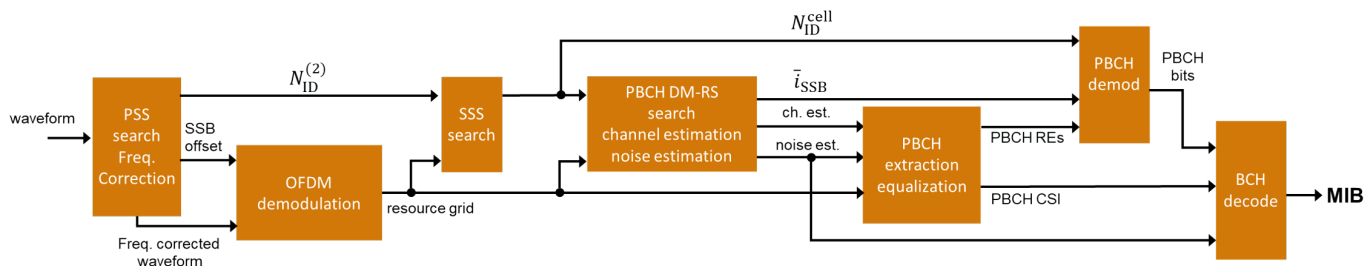 waveform
PSS
search
Freq.
Correction
N_ID^(2)
SSB
offset
Freq. corrected
waveform
OFDM
demodulation
resource grid
SSS
search
N_ID^cell
PBCH DM-RS
search
channel estimation
noise estimation
i̅_SSB
ch. est.
noise est.
PBCH
extraction
equalization
PBCH REs
PBCH CSI
PBCH
demod
PBCH
bits
BCH
decode
MIB